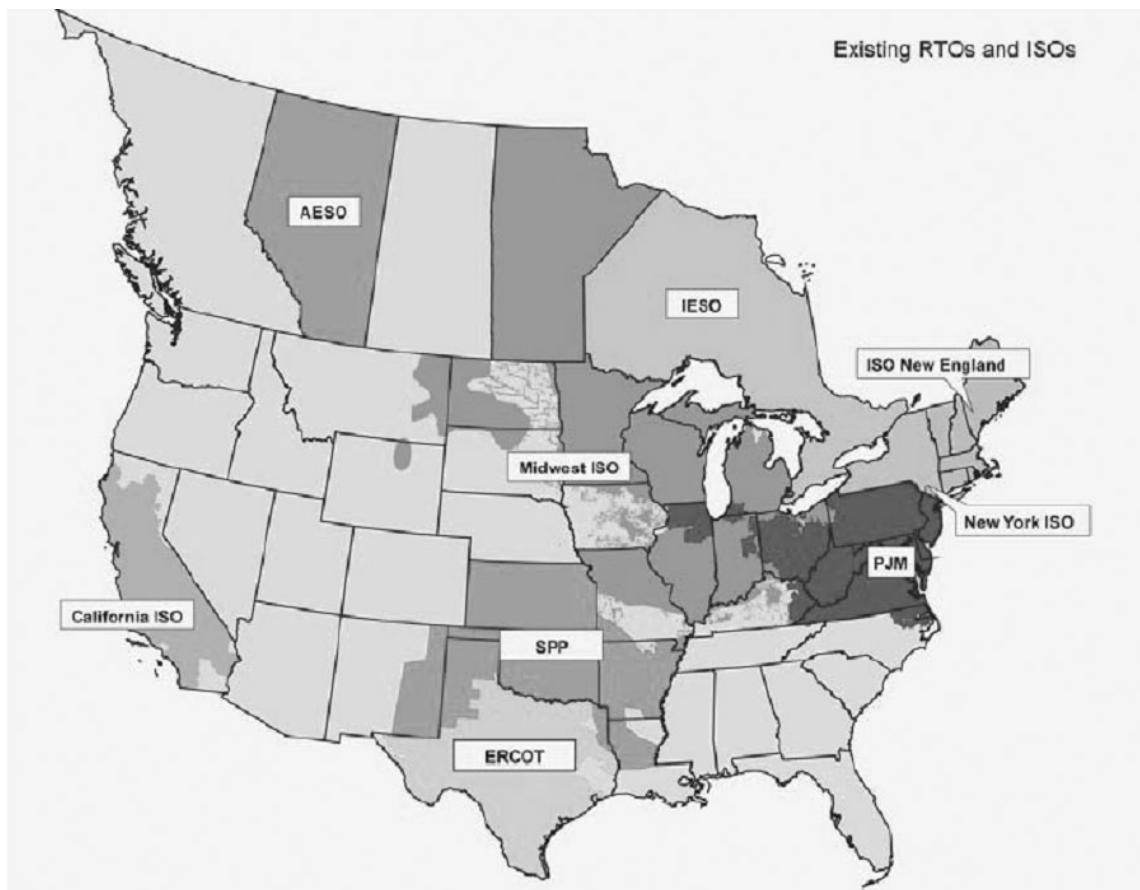 Existing RTOs and ISOs
AESO
IESO
ISO New England
Midwest ISO
New York ISO
PJM
California ISO
SPP
ERCOT